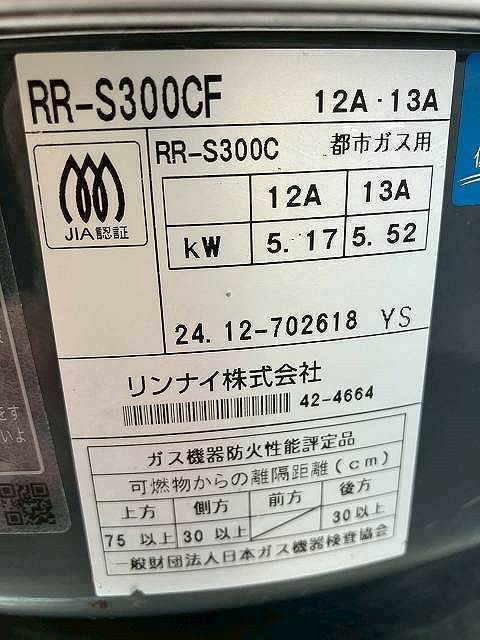 RR-S300CF 12A・13A
JIA認証
RR-S300C 都市ガス用
12A 13A
kW 5.17 5.52
24.12-702618 YS
リンナイ株式会社
42-4664
ガス機器防火性能評定品
可燃物からの離隔距離(cm)
上方 側方 前方 後方
75 以上 30 以上 30 以上
一般財団法人日本ガス機器検査協会